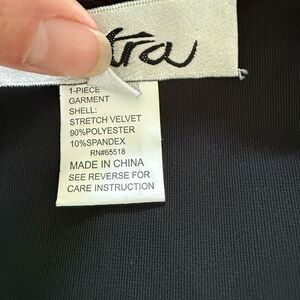 tra
1-PIECE
GARMENT
SHELL:
STRETCH VELVET
90%POLYESTER
10%SPANDEX
RN#65518
MADE IN CHINA
SEE REVERSE FOR
CARE INSTRUCTION